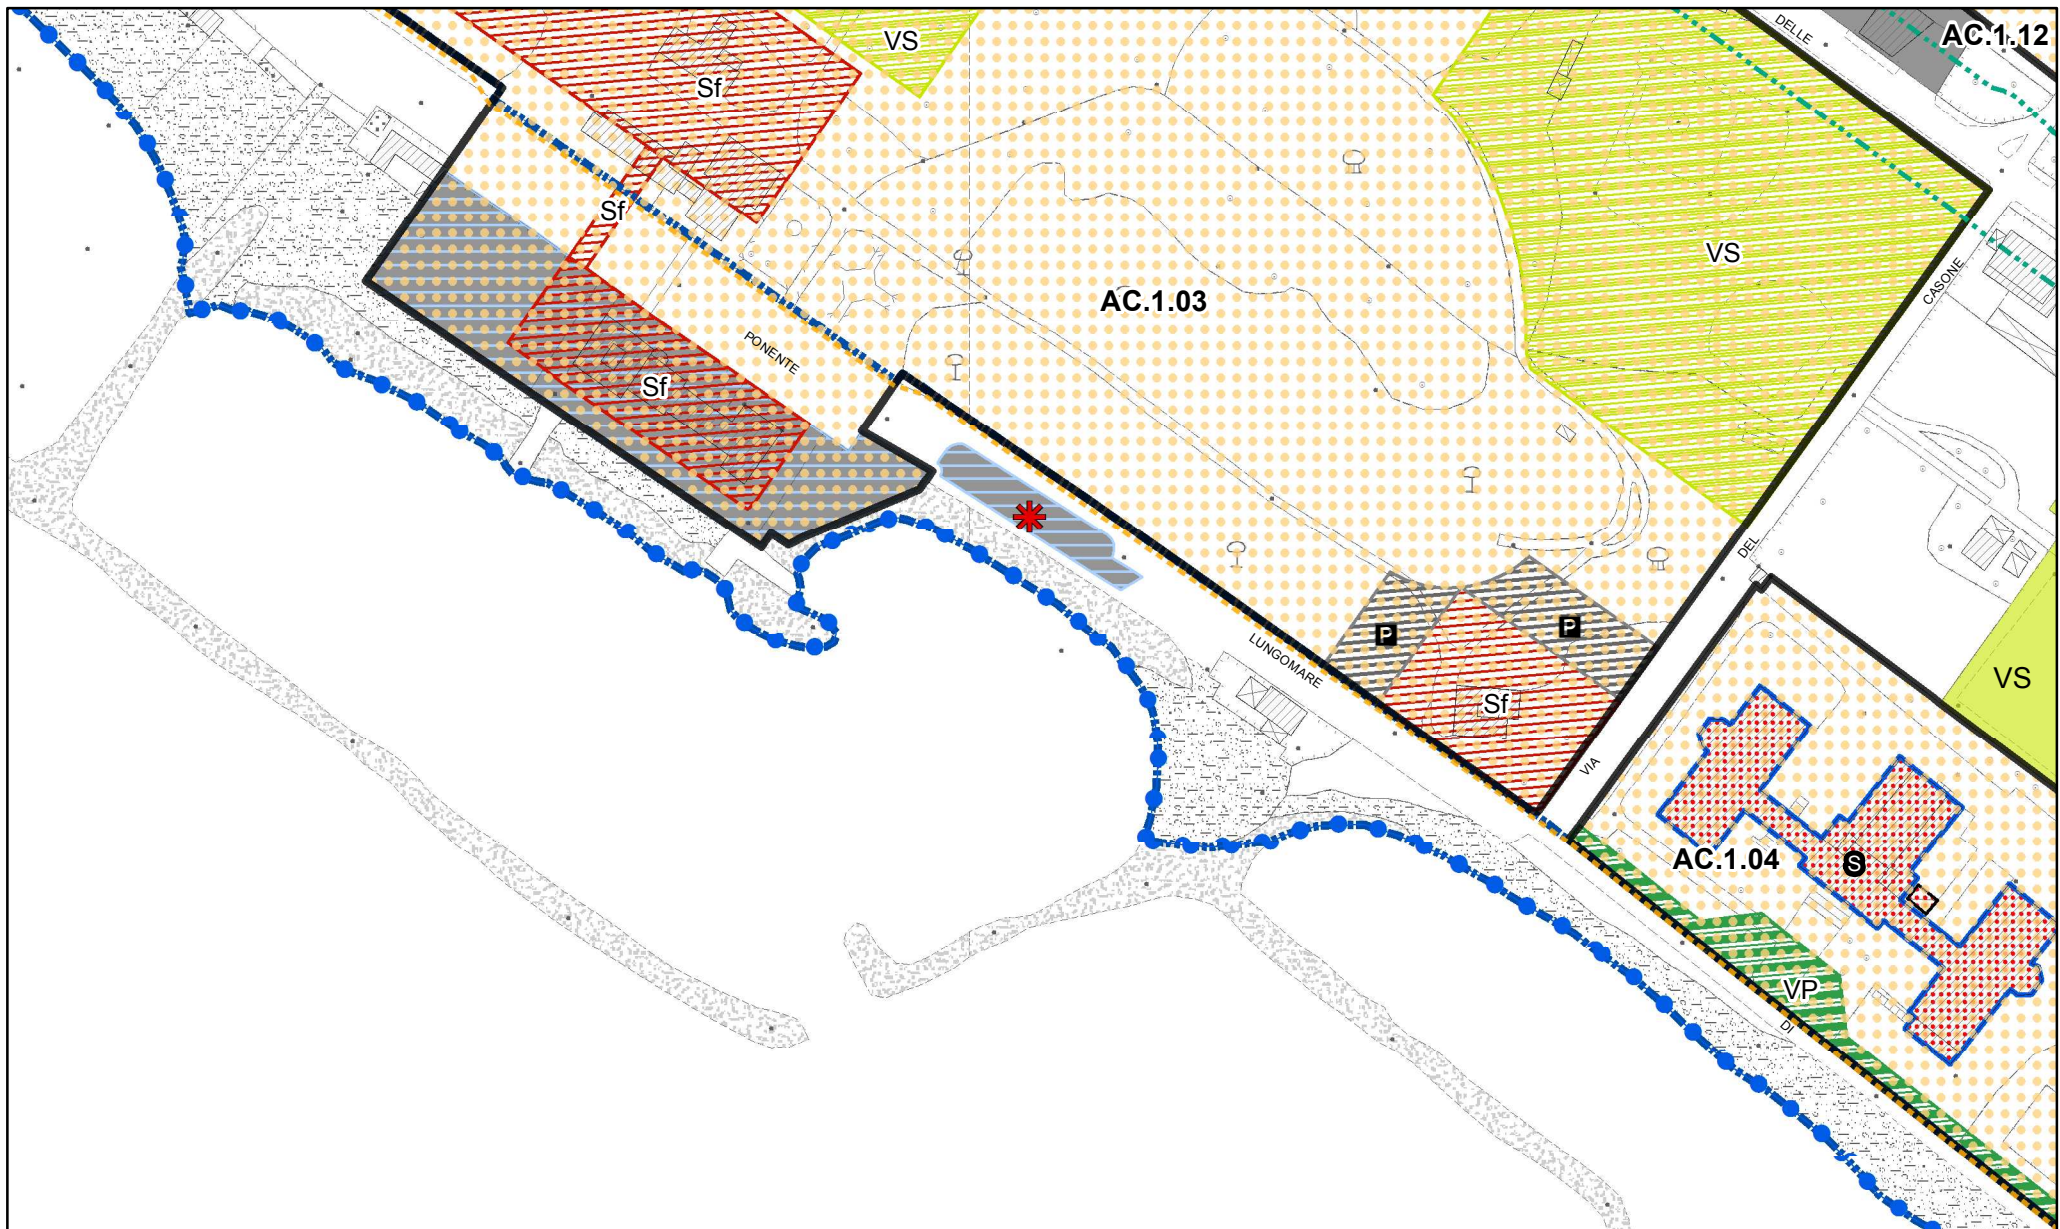 DELLE
AC.1.12
VS
Sf
Sf
VS
CASONE
AC.1.03
PONENTE
Sf
DEL
P
P
LUNGOMARE
VS
Sf
VIA
AC.1.04
S
VP
DI